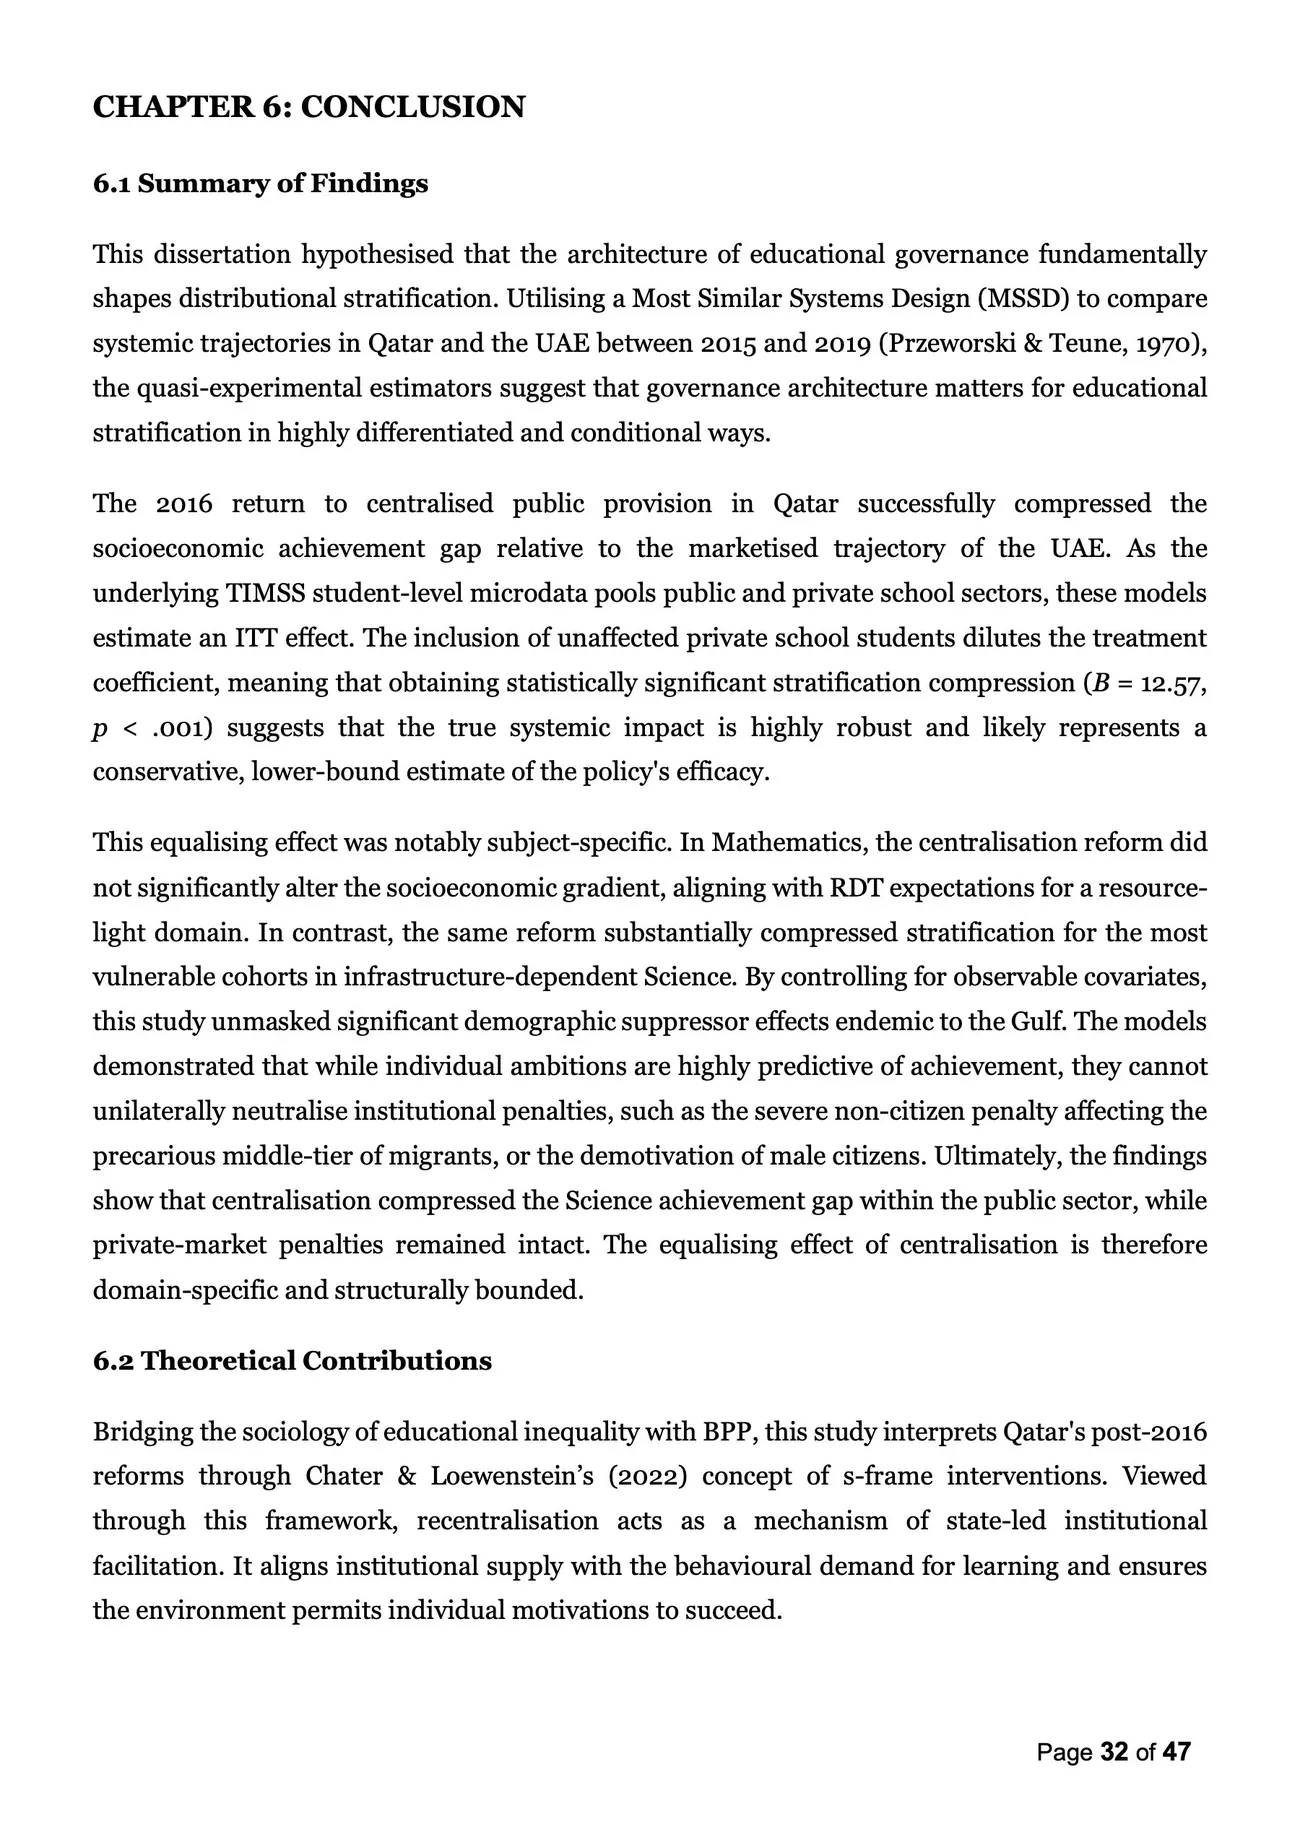 CHAPTER 6: CONCLUSION
6.1 Summary of Findings
This dissertation hypothesised that the architecture of educational governance fundamentally
shapes distributional stratification. Utilising a Most Similar Systems Design (MSSD) to compare
systemic trajectories in Qatar and the UAE between 2015 and 2019 (Przeworski & Teune, 1970),
the quasi-experimental estimators suggest that governance architecture matters for educational
stratification in highly differentiated and conditional ways.
The 2016 return to centralised public provision in Qatar successfully compressed the
socioeconomic achievement gap relative to the marketised trajectory of the UAE. As the
underlying TIMSS student-level microdata pools public and private school sectors, these models
estimate an ITT effect. The inclusion of unaffected private school students dilutes the treatment
coefficient, meaning that obtaining statistically significant stratification compression (B = 12.57,
p < .001) suggests that the true systemic impact is highly robust and likely represents a
conservative, lower-bound estimate of the policy's efficacy.
This equalising effect was notably subject-specific. In Mathematics, the centralisation reform did
not significantly alter the socioeconomic gradient, aligning with RDT expectations for a resource-
light domain. In contrast, the same reform substantially compressed stratification for the most
vulnerable cohorts in infrastructure-dependent Science. By controlling for observable covariates,
this study unmasked significant demographic suppressor effects endemic to the Gulf. The models
demonstrated that while individual ambitions are highly predictive of achievement, they cannot
unilaterally neutralise institutional penalties, such as the severe non-citizen penalty affecting the
precarious middle-tier of migrants, or the demotivation of male citizens. Ultimately, the findings
show that centralisation compressed the Science achievement gap within the public sector, while
private-market penalties remained intact. The equalising effect of centralisation is therefore
domain-specific and structurally bounded.
6.2 Theoretical Contributions
Bridging the sociology of educational inequality with BPP, this study interprets Qatar's post-2016
reforms through Chater & Loewenstein’s (2022) concept of s-frame interventions. Viewed
through this framework, recentralisation acts as a mechanism of state-led institutional
facilitation. It aligns institutional supply with the behavioural demand for learning and ensures
the environment permits individual motivations to succeed.
Page 32 of 47